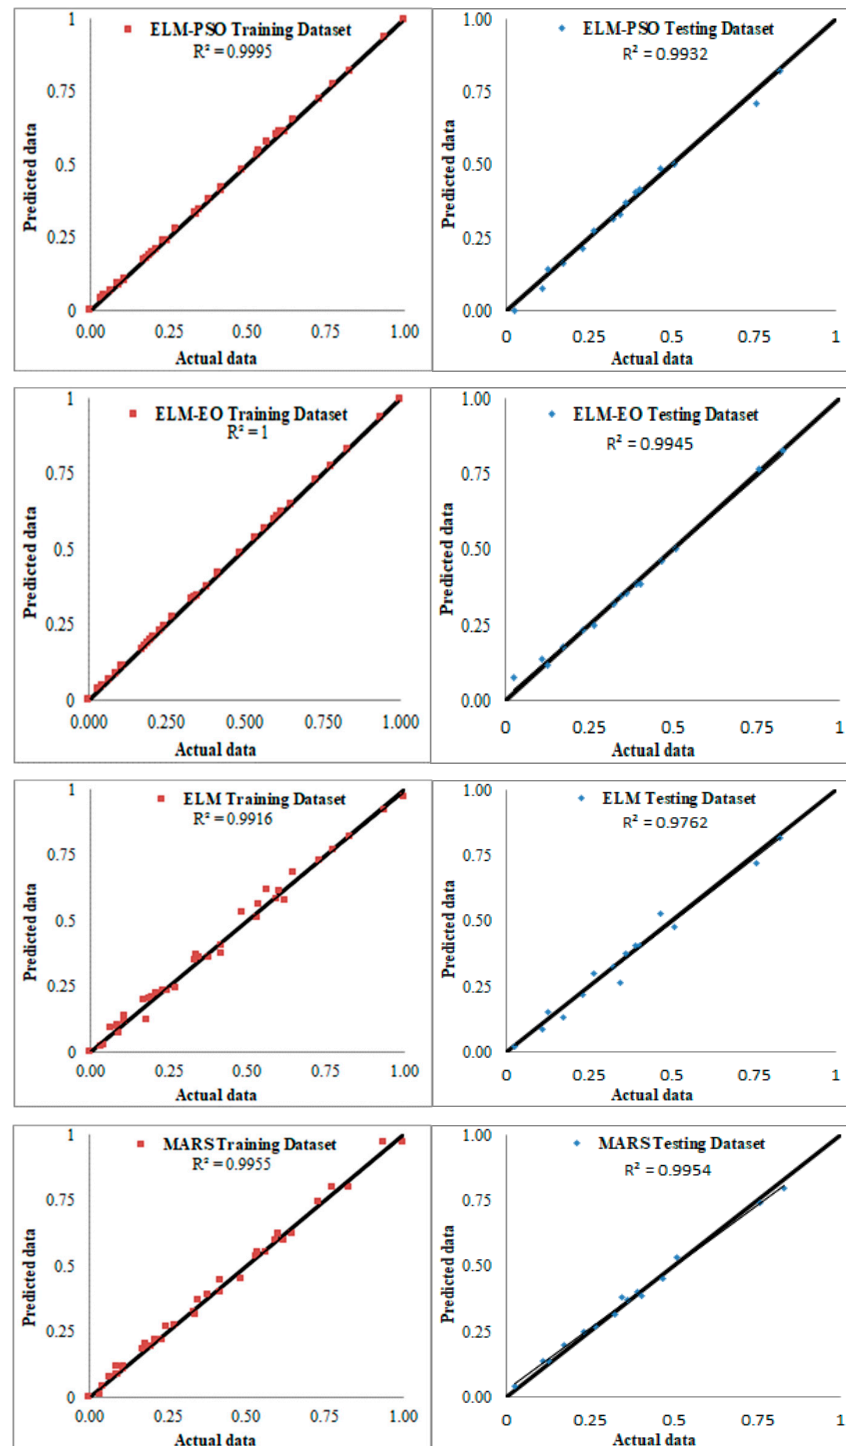 ELM-PSO Training Dataset
R² = 0.9995
1
0.75
0.5
0.25
0
Predicted data
0.00 0.25 0.50 0.75 1.00
Actual data
ELM-PSO Testing Dataset
R² = 0.9932
1.00
0.75
0.50
0.25
0.00
Predicted data
0 0.25 0.5 0.75 1
Actual data
ELM-EO Training Dataset
R² = 1
1
0.75
0.5
0.25
0
Predicted data
0.000 0.250 0.500 0.750 1.000
Actual data
ELM-EO Testing Dataset
R² = 0.9945
1.00
0.75
0.50
0.25
0.00
Predicted data
0 0.25 0.5 0.75 1
Actual data
ELM Training Dataset
R² = 0.9916
1
0.75
0.5
0.25
0
Predicted data
0.00 0.25 0.50 0.75 1.00
Actual data
ELM Testing Dataset
R² = 0.9762
1.00
0.75
0.50
0.25
0.00
Predicted data
0 0.25 0.5 0.75 1
Actual data
MARS Training Dataset
R² = 0.9955
1
0.75
0.5
0.25
0
Predicted data
0.00 0.25 0.50 0.75 1.00
Actual data
MARS Testing Dataset
R² = 0.9954
1.00
0.75
0.50
0.25
0.00
Predicted data
0 0.25 0.5 0.75 1
Actual data